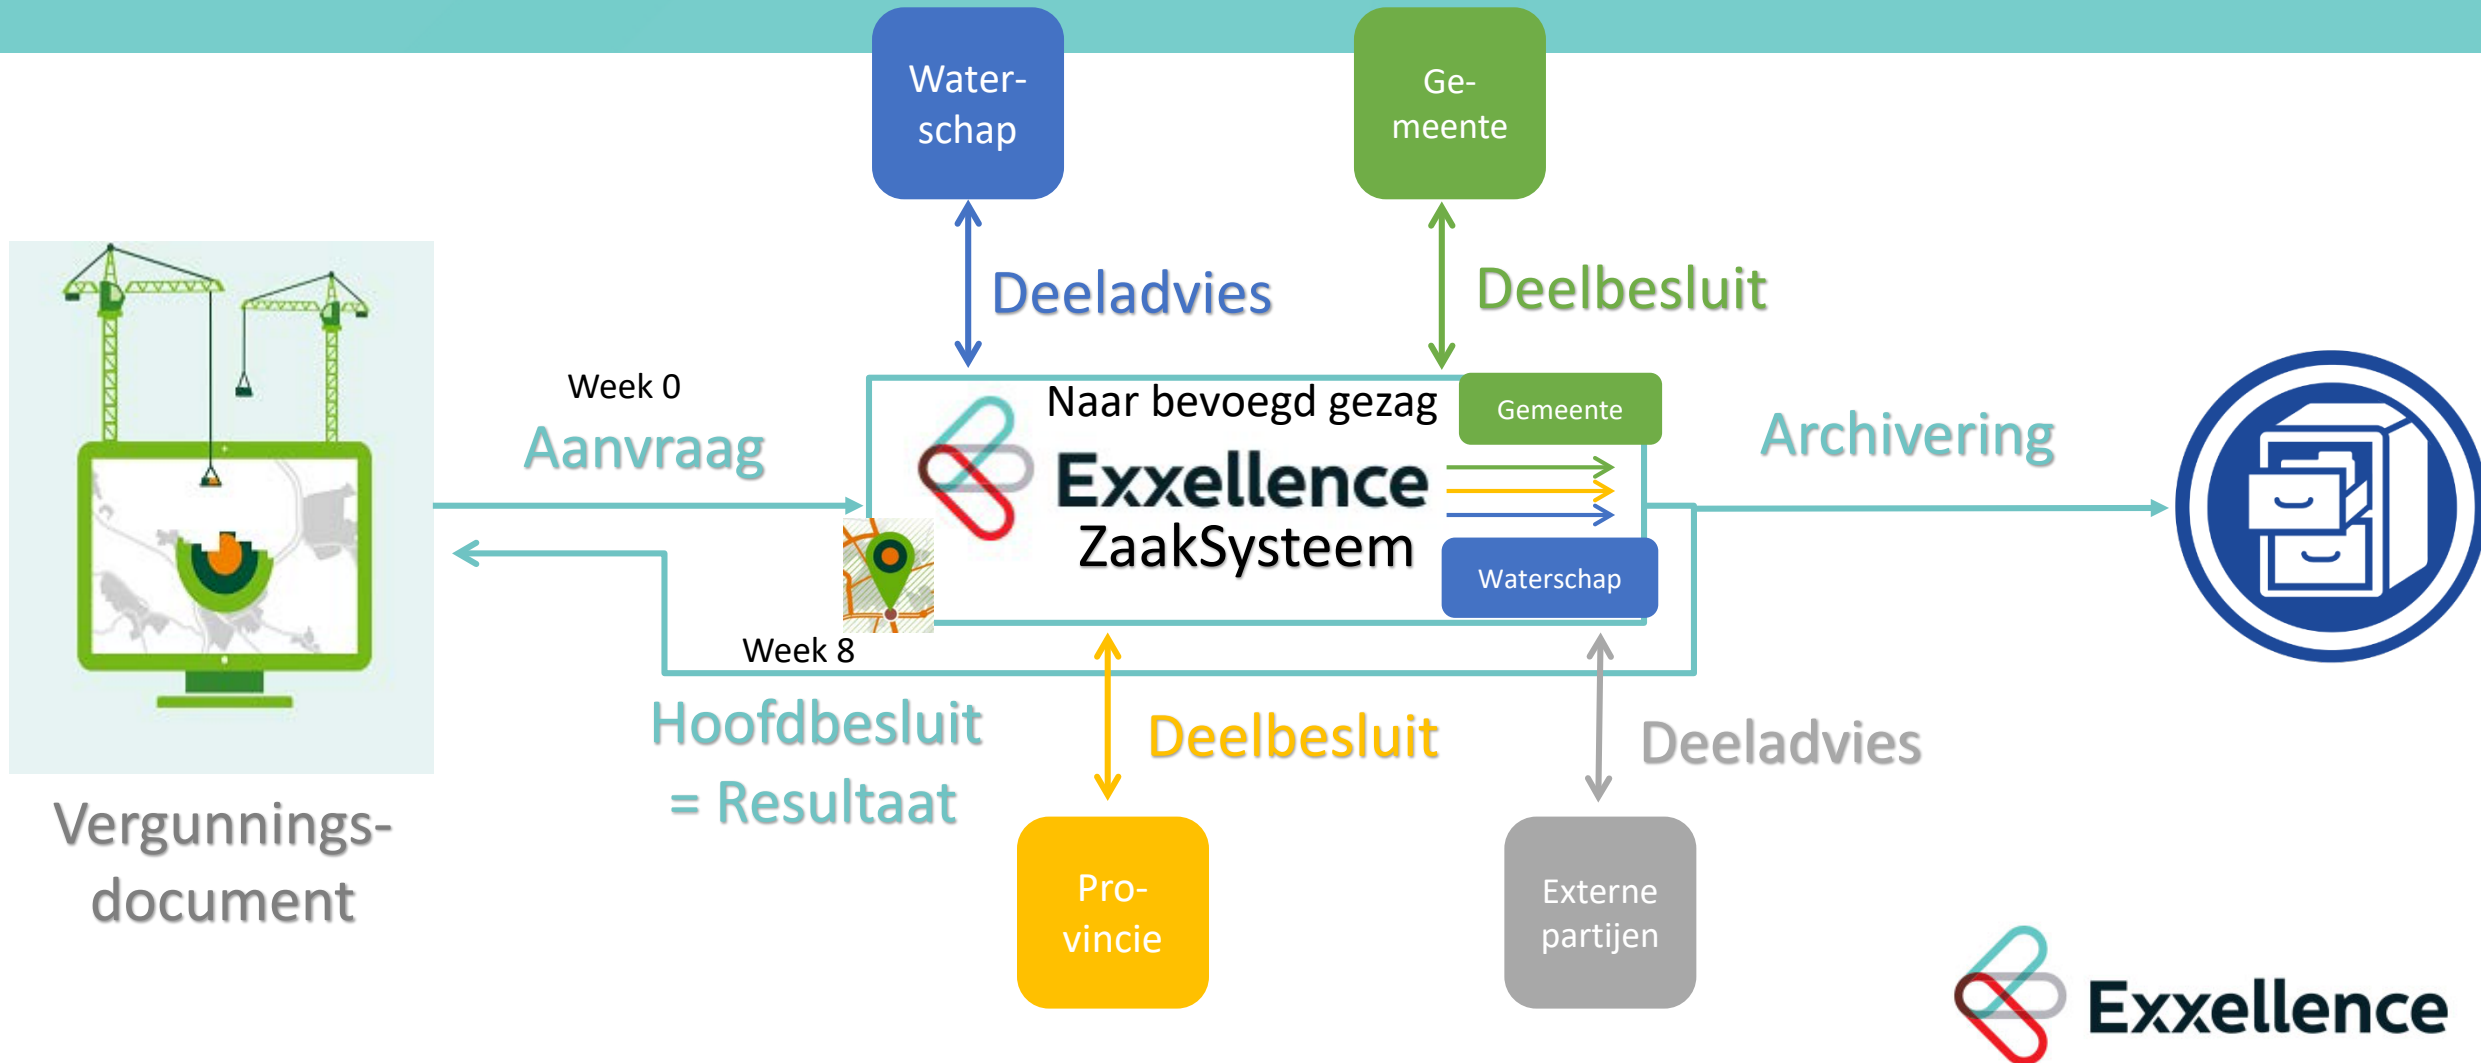 Water-
schap
Ge-
meente
Deeladvies
Deelbesluit
Week 0
Aanvraag
Naar bevoegd gezag
Gemeente
Exxellence
ZaakSysteem
Waterschap
Archivering
Week 8
Hoofdbesluit
= Resultaat
Deelbesluit
Deeladvies
Vergunnings-
document
Pro-
vincie
Externe
partijen
Exxellence